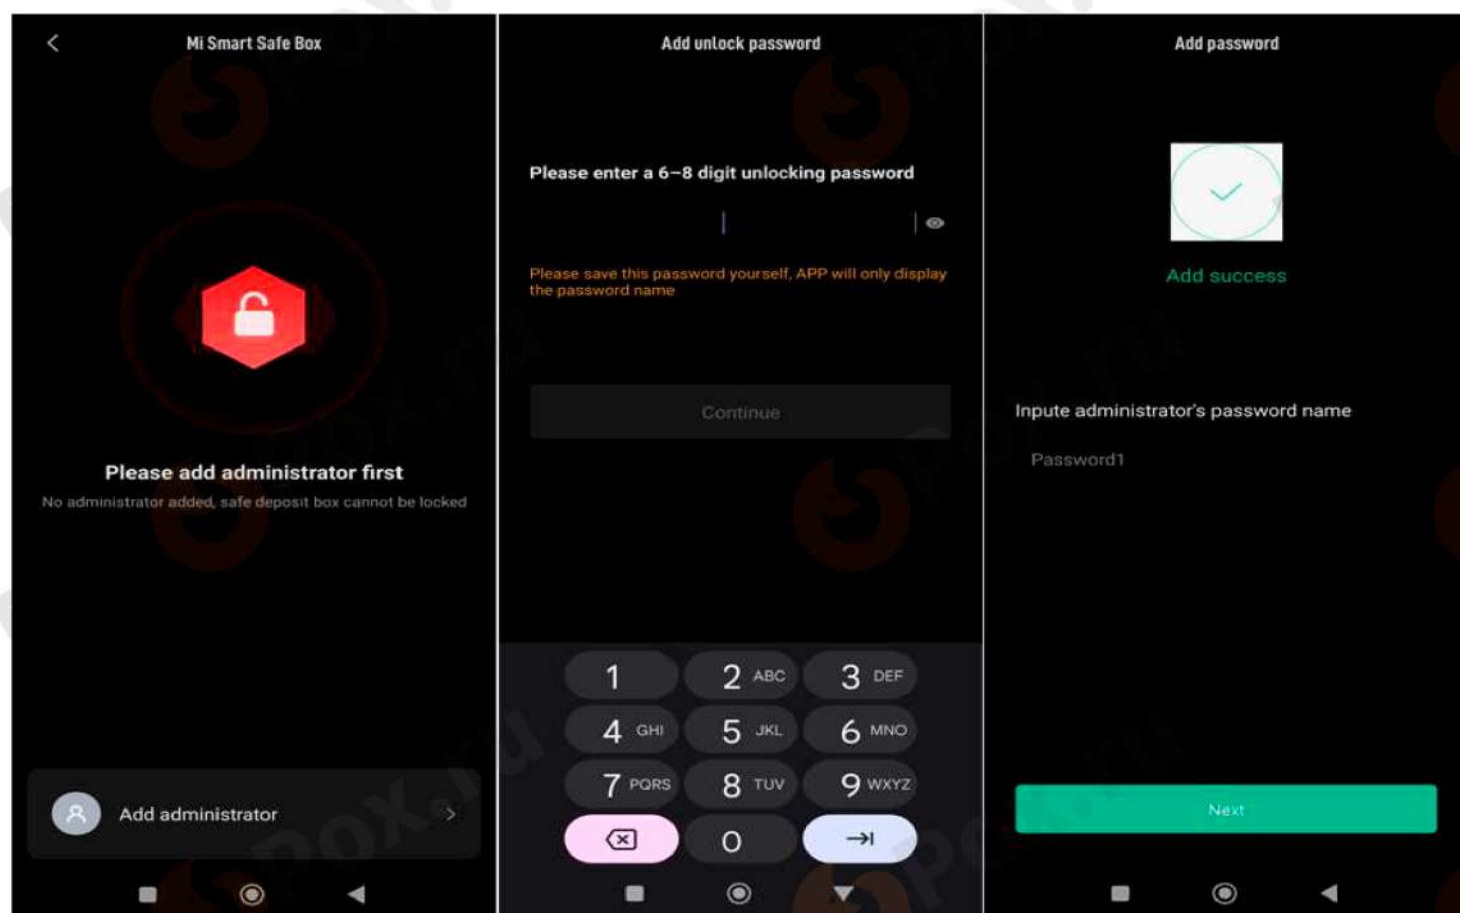 Mi Smart Safe Box
Please add administrator first
No administrator added, safe deposit box cannot be locked
Add administrator
Add unlock password
Please enter a 6–8 digit unlocking password
Please save this password yourself, APP will only display
the password name
Continue
1
2 ABC
3 DEF
4 GHI
5 JKL
6 MNO
7 PQRS
8 TUV
9 WXYZ
0
Add password
Add success
Inpute administrator's password name
Password1
Next